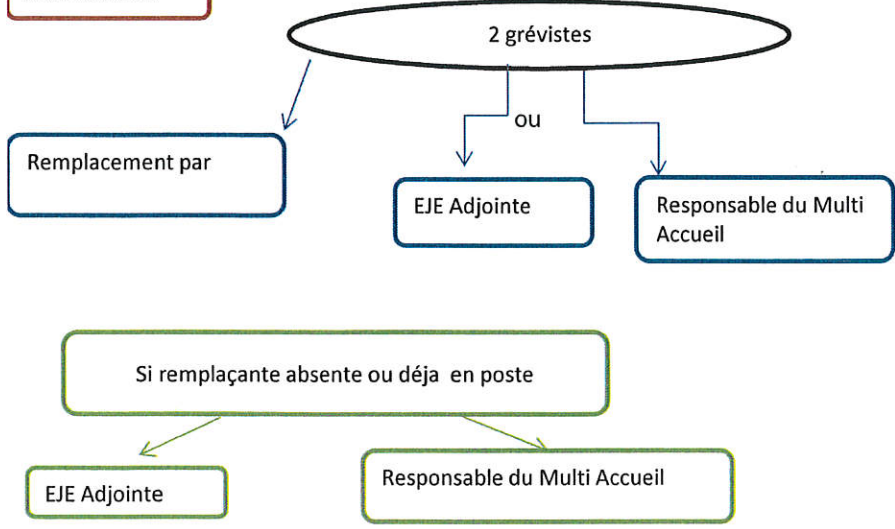 2 grévistes
ou
Remplacement par
EJE Adjointe
Responsable du Multi
Accueil
Si remplaçante absente ou déja en poste
EJE Adjointe
Responsable du Multi Accueil